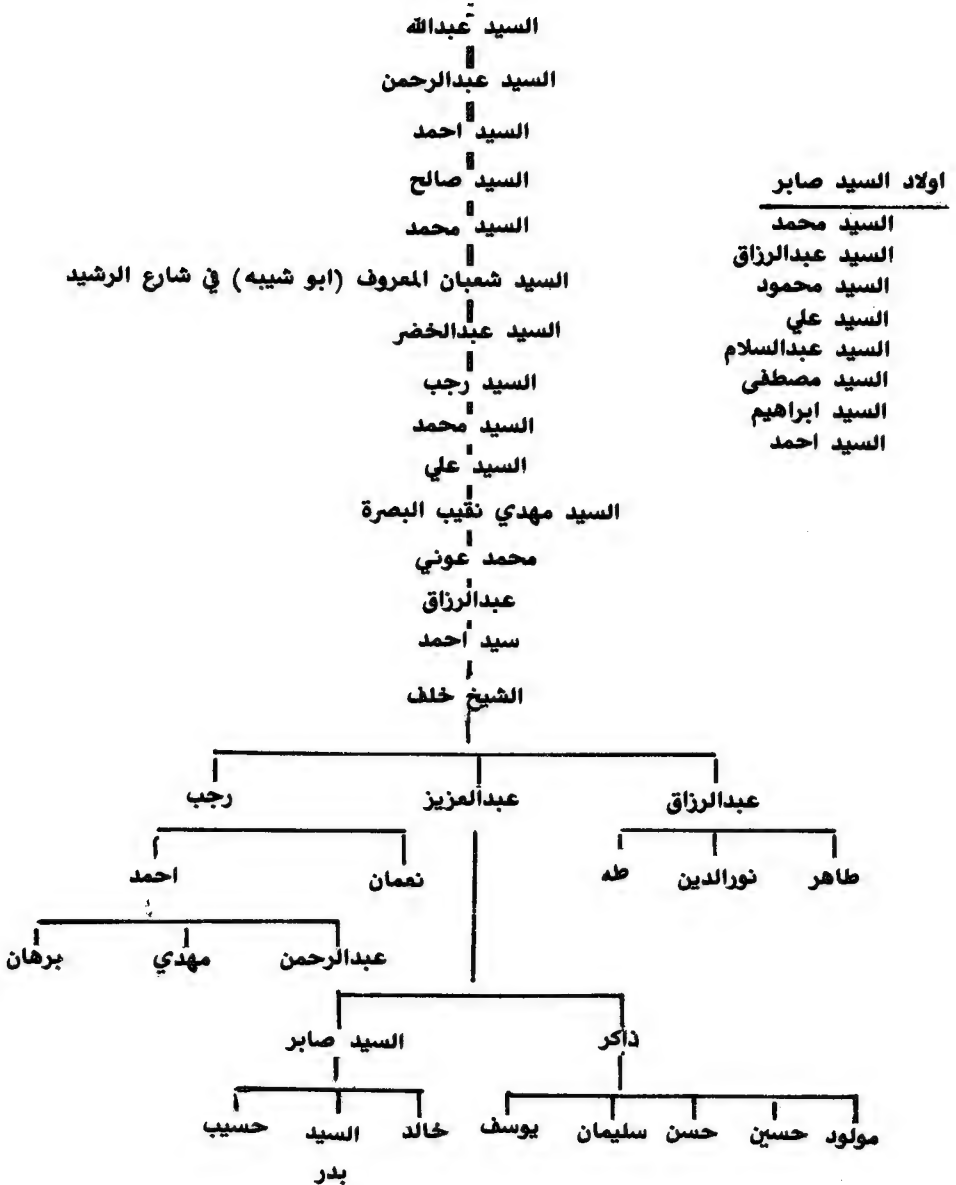 السيد عبدالله
السيد عبدالرحمن
السيد احمد
السيد صالح
السيد محمد
السيد شعبان المعروف (ابو شيبه) في شارع الرشيد
السيد عبدالخضر
السيد رجب
السيد محمد
السيد علي
السيد مهدي نقيب البصرة
محمد عوني
عبدالرزاق
سيد احمد
الشيخ خلف
اولاد السيد صابر
السيد محمد
السيد عبدالرزاق
السيد محمود
السيد علي
السيد عبدالسلام
السيد مصطفى
السيد ابراهيم
السيد احمد
عبدالرزاق عبدالعزيز رجب
طاهر نورالدين طه نعمان احمد
عبدالرحمن مهدي برهان
ذاكر السيد صابر
مولود حسين حسن سليمان يوسف خالد السيد حسيب
بدر